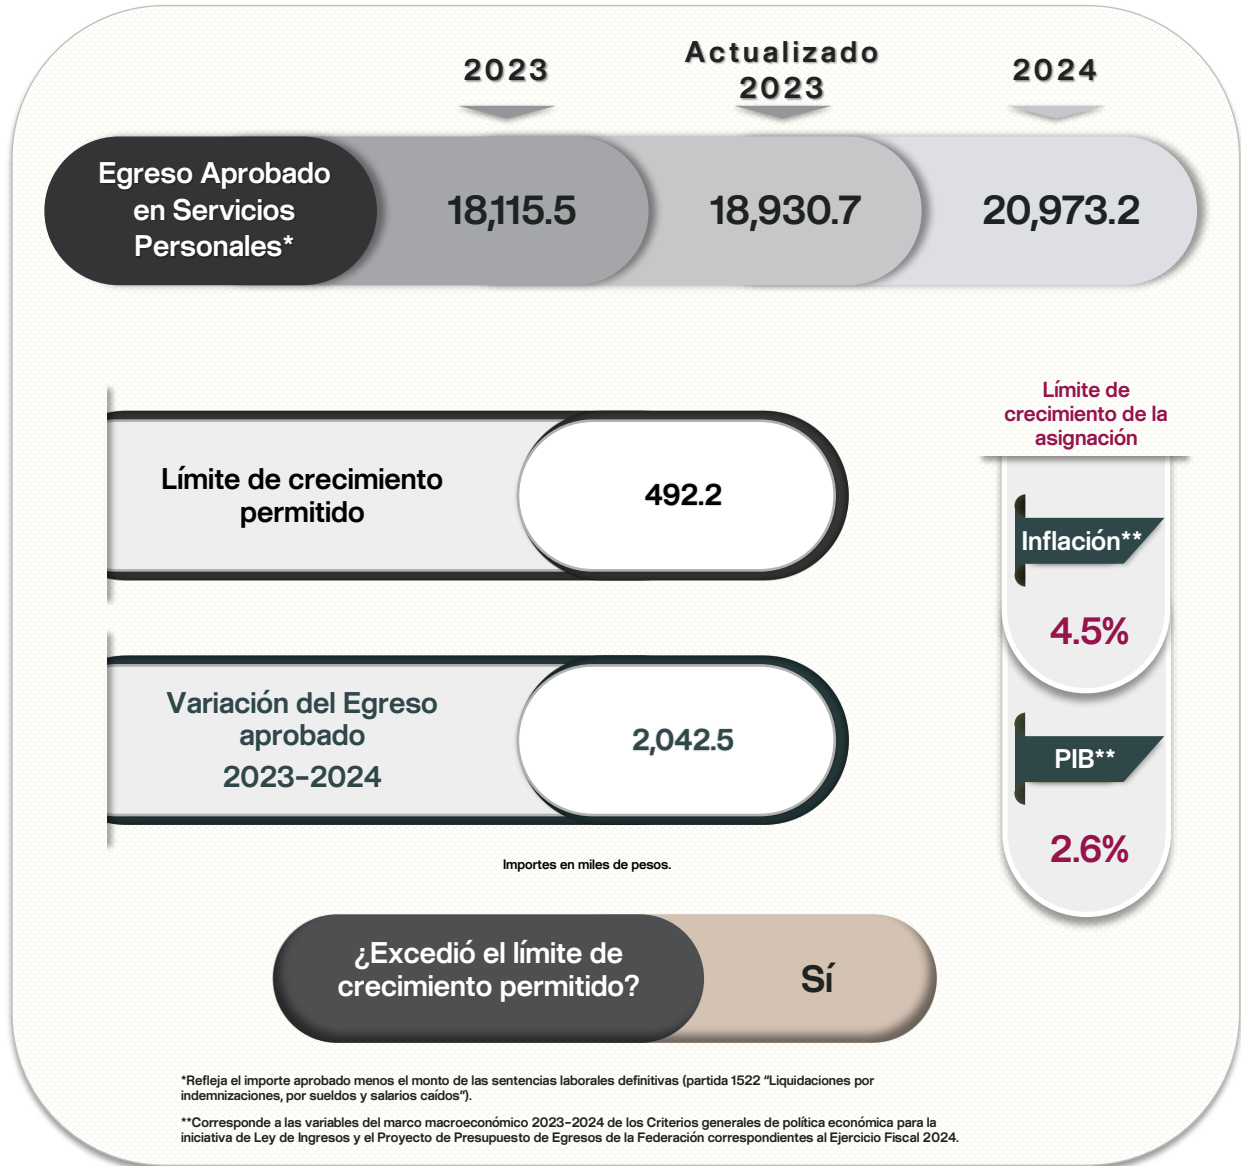 2023
Actualizado
2023
2024
Egreso Aprobado
en Servicios
Personales*
18,115.5
18,930.7
20,973.2
Límite de crecimiento
permitido
492.2
Límite de
crecimiento de la
asignación
Inflación**
4.5%
Variación del Egreso
aprobado
2023-2024
2,042.5
PIB**
2.6%
Importes en miles de pesos.
¿Excedió el límite de
crecimiento permitido?
Sí
*Refleja el importe aprobado menos el monto de las sentencias laborales definitivas (partida 1522 "Liquidaciones por
indemnizaciones, por sueldos y salarios caídos").
**Corresponde a las variables del marco macroeconómico 2023-2024 de los Criterios generales de política económica para la
iniciativa de Ley de Ingresos y el Proyecto de Presupuesto de Egresos de la Federación correspondientes al Ejercicio Fiscal 2024.